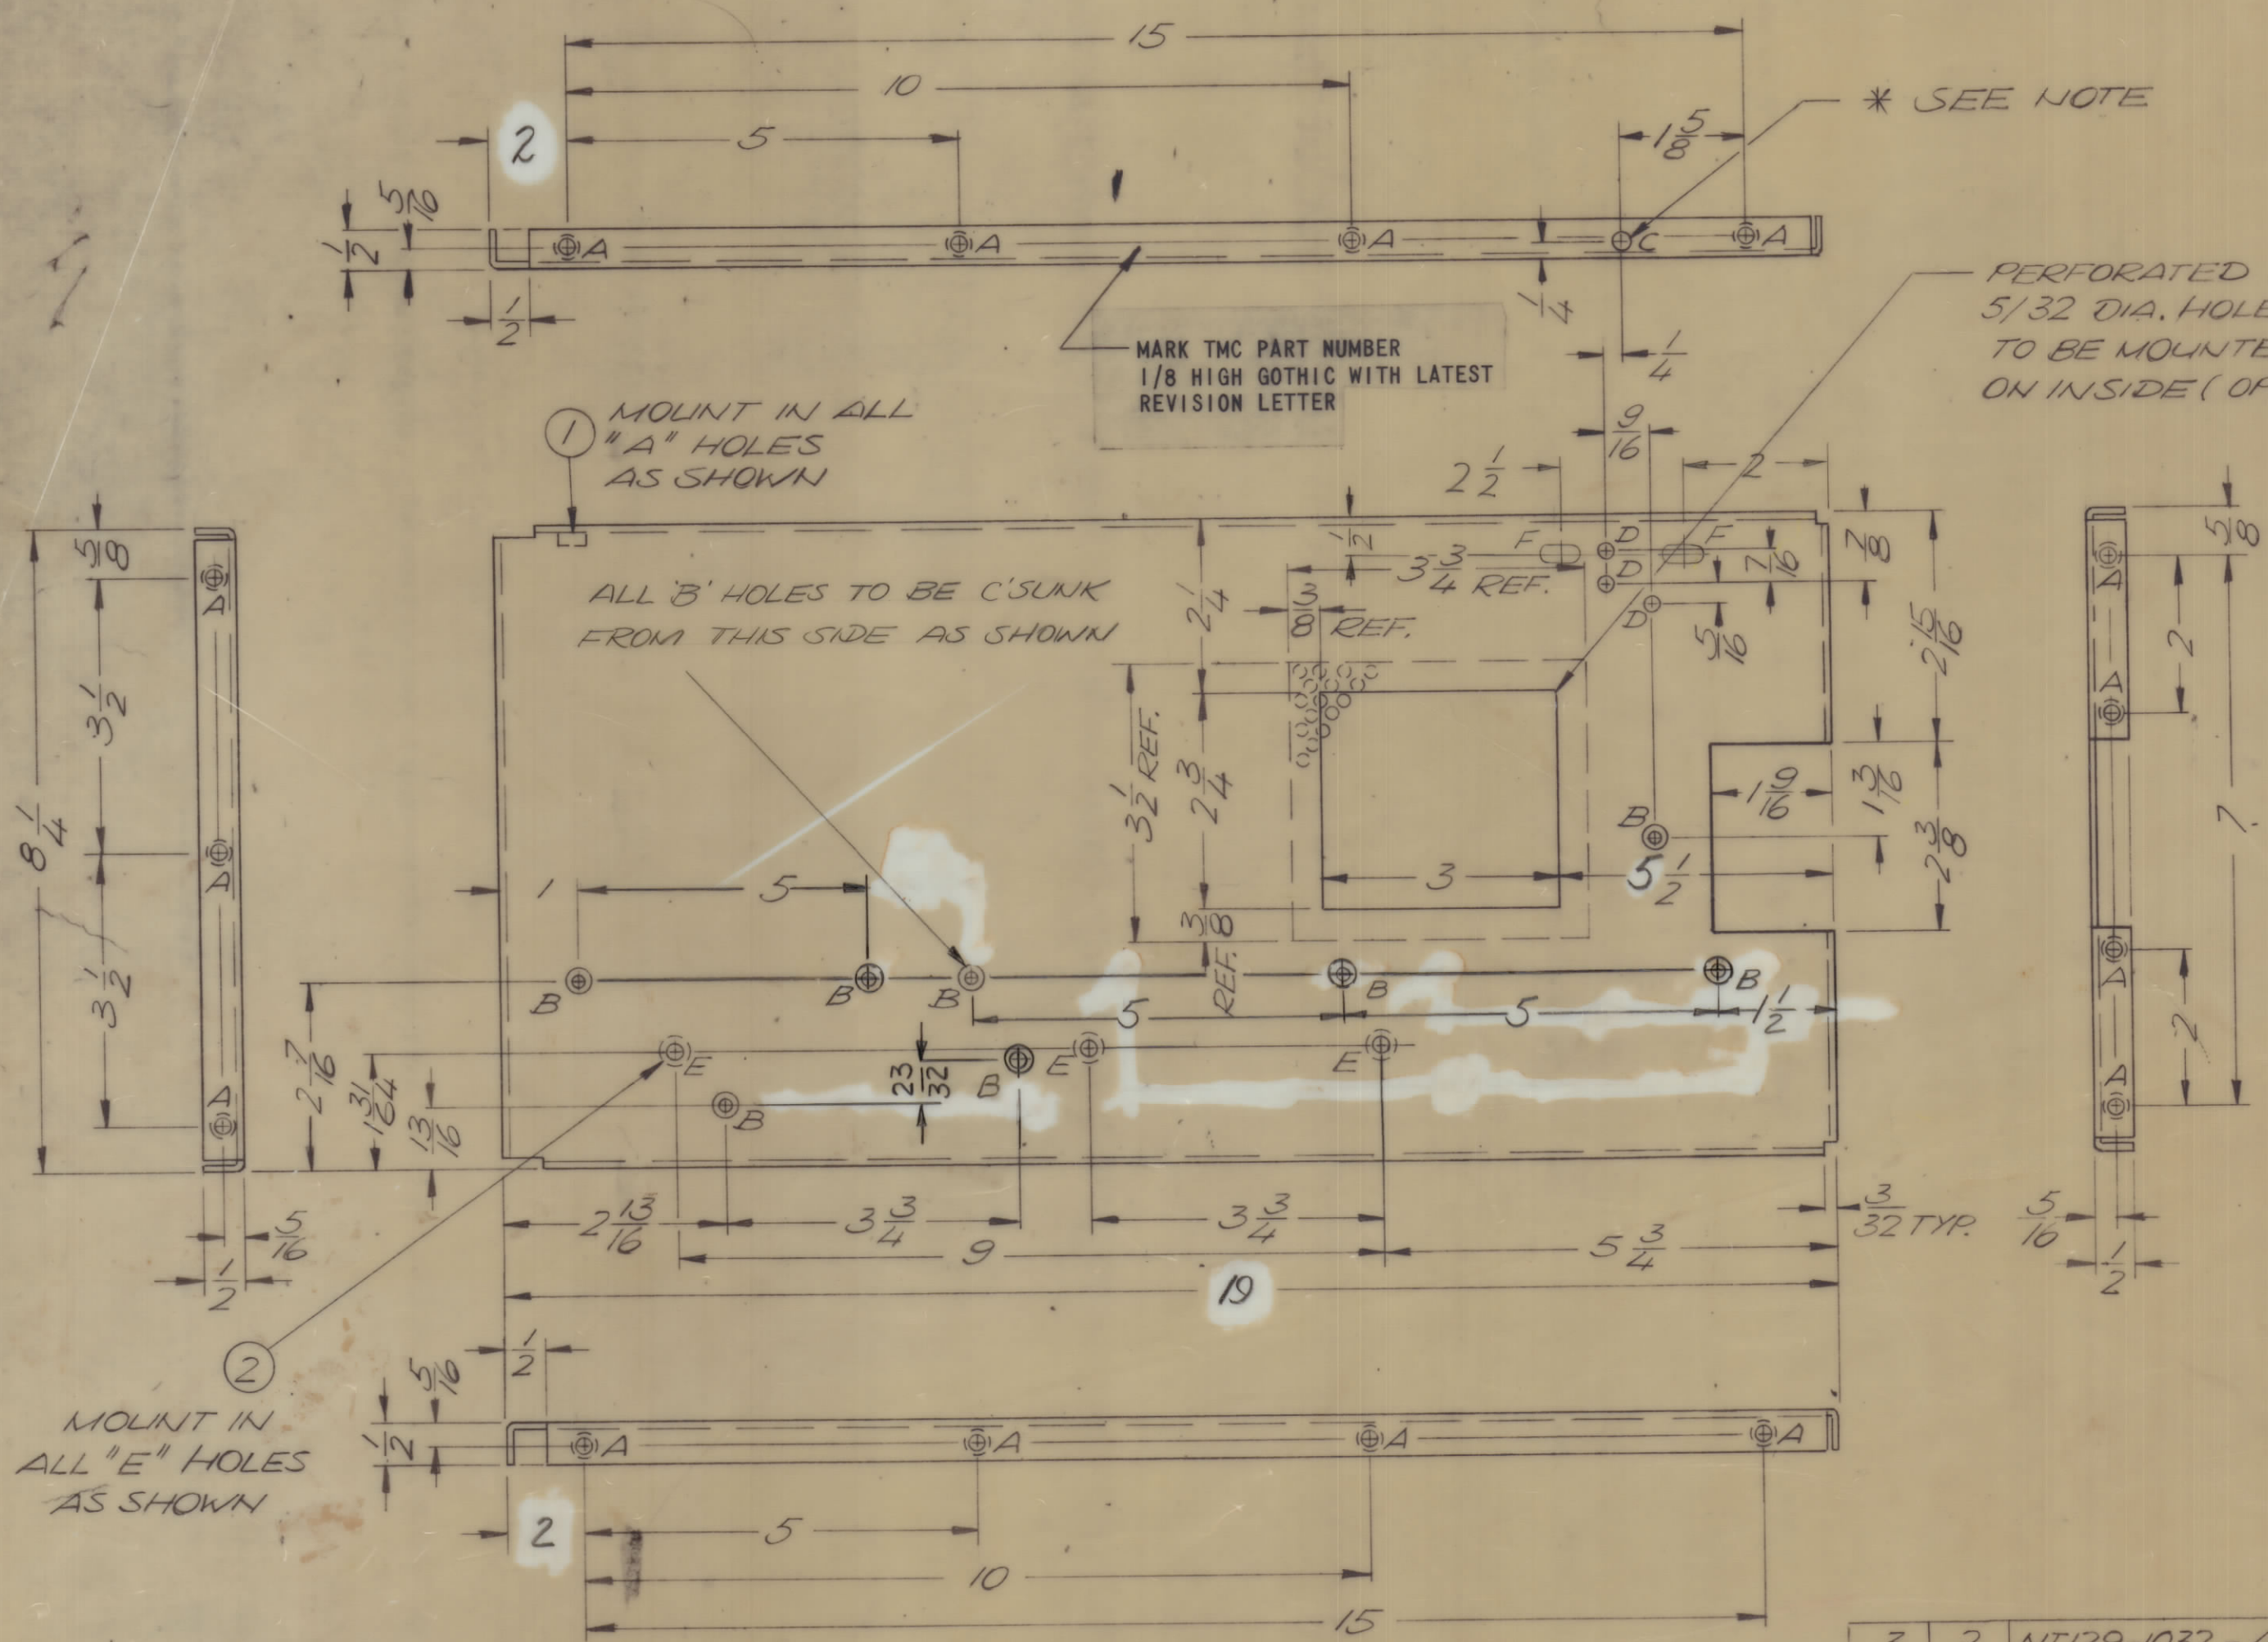 15
10
* SEE NOTE
2
5
1 5/8
5/16
1/2
A
A
A
C
A
1/2
1/4
PERFORATED
5/32 DIA. HOLE
TO BE MOUNTE
ON INSIDE (OP
MARK TMC PART NUMBER
1/8 HIGH GOTHIC WITH LATEST
REVISION LETTER
1/4
1 MOUNT IN ALL
"A" HOLES
AS SHOWN
9/16
2 1/2
2
5/8
A
3 1/2
A
3 1/2
A
8 1/4
5/16
1/2
ALL 'B' HOLES TO BE C'SUNK
FROM THIS SIDE AS SHOWN
1/2
F
D
F
D
D
7/16
7/8
3 3/4 REF.
3/8 REF.
2 1/4
5/16
2 15/16
3 1/2 REF.
2 3/4
1 9/16
1 3/16
B
2 3/8
3
5 1/2
3/8 REF.
1
5
B
B
B
B
B
5
5
1 1/2
2 7/16
1 31/64
13/16
E
23/32
B
E
E
B
2 13/16
3 3/4
3 3/4
3/32 TYP.
9
5 3/4
19
5/8
A
2
A
7
A
2
A
5/16
1/2
2
MOUNT IN
ALL "E" HOLES
AS SHOWN
1/2
5/16
1/2
A
A
A
A
2
5
10
15
2
NT129-1032